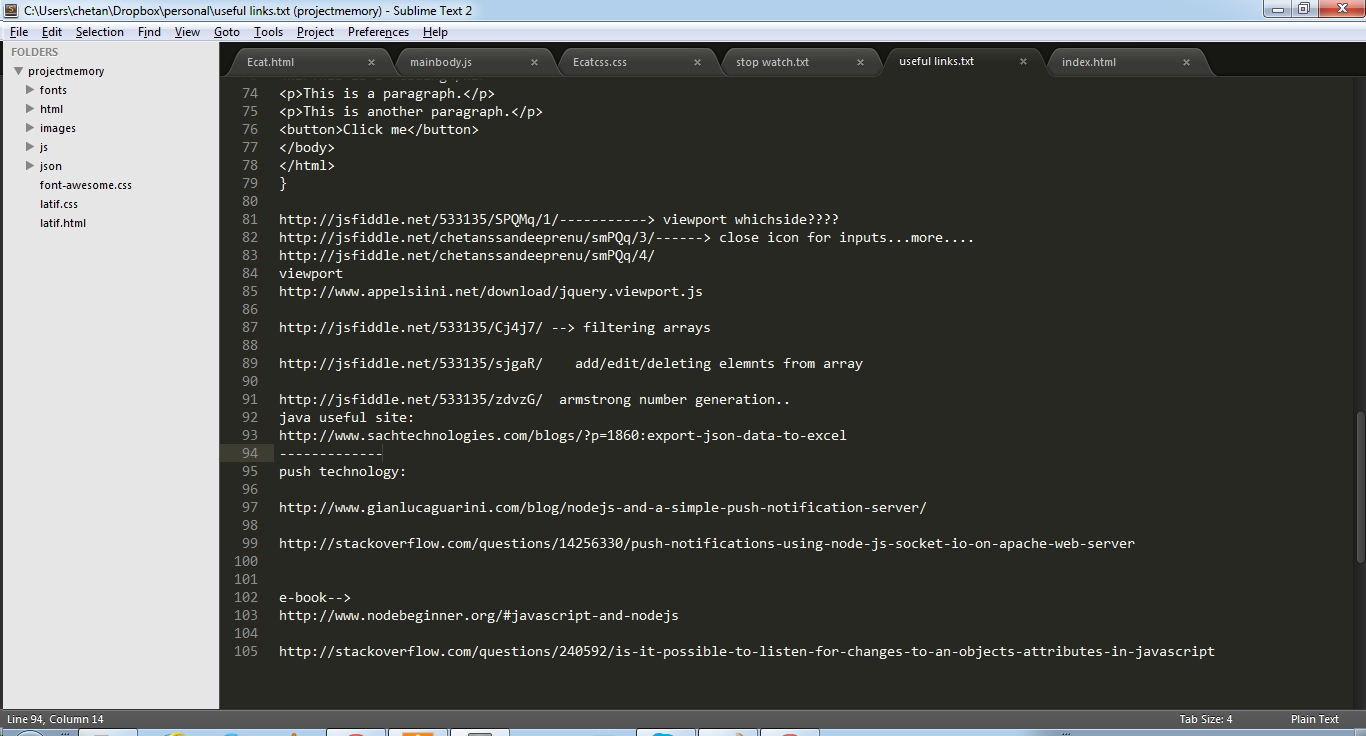 C:\Users\chetan\Dropbox\personal\useful links.txt (projectmemory) - Sublime Text 2
File Edit Selection Find View Goto Tools Project Preferences Help
FOLDERS
projectmemory
fonts
html
images
js
json
font-awesome.css
latif.css
latif.html
Ecat.html × mainbody.js × Ecatcss.css × stop watch.txt × useful links.txt × index.html ×
74 <p>This is a paragraph.</p>
75 <p>This is another paragraph.</p>
76 <button>Click me</button>
77 </body>
78 </html>
79 }
80
81 http://jsfiddle.net/533135/SPQMq/1/-----------> viewport whichside????
82 http://jsfiddle.net/chetanssandeeprenu/smPQq/3/------> close icon for inputs...more....
83 http://jsfiddle.net/chetanssandeeprenu/smPQq/4/
84 viewport
85 http://www.appelsiini.net/download/jquery.viewport.js
86
87 http://jsfiddle.net/533135/Cj4j7/ --> filtering arrays
88
89 http://jsfiddle.net/533135/sjgaR/    add/edit/deleting elemnts from array
90
91 http://jsfiddle.net/533135/zdvzG/  armstrong number generation..
92 java useful site:
93 http://www.sachtechnologies.com/blogs/?p=1860:export-json-data-to-excel
94 -------------
95 push technology:
96
97 http://www.gianlucaguarini.com/blog/nodejs-and-a-simple-push-notification-server/
98
99 http://stackoverflow.com/questions/14256330/push-notifications-using-node-js-socket-io-on-apache-web-server
100
101
102 e-book-->
103 http://www.nodebeginner.org/#javascript-and-nodejs
104
105 http://stackoverflow.com/questions/240592/is-it-possible-to-listen-for-changes-to-an-objects-attributes-in-javascript
Line 94, Column 14 Tab Size: 4 Plain Text